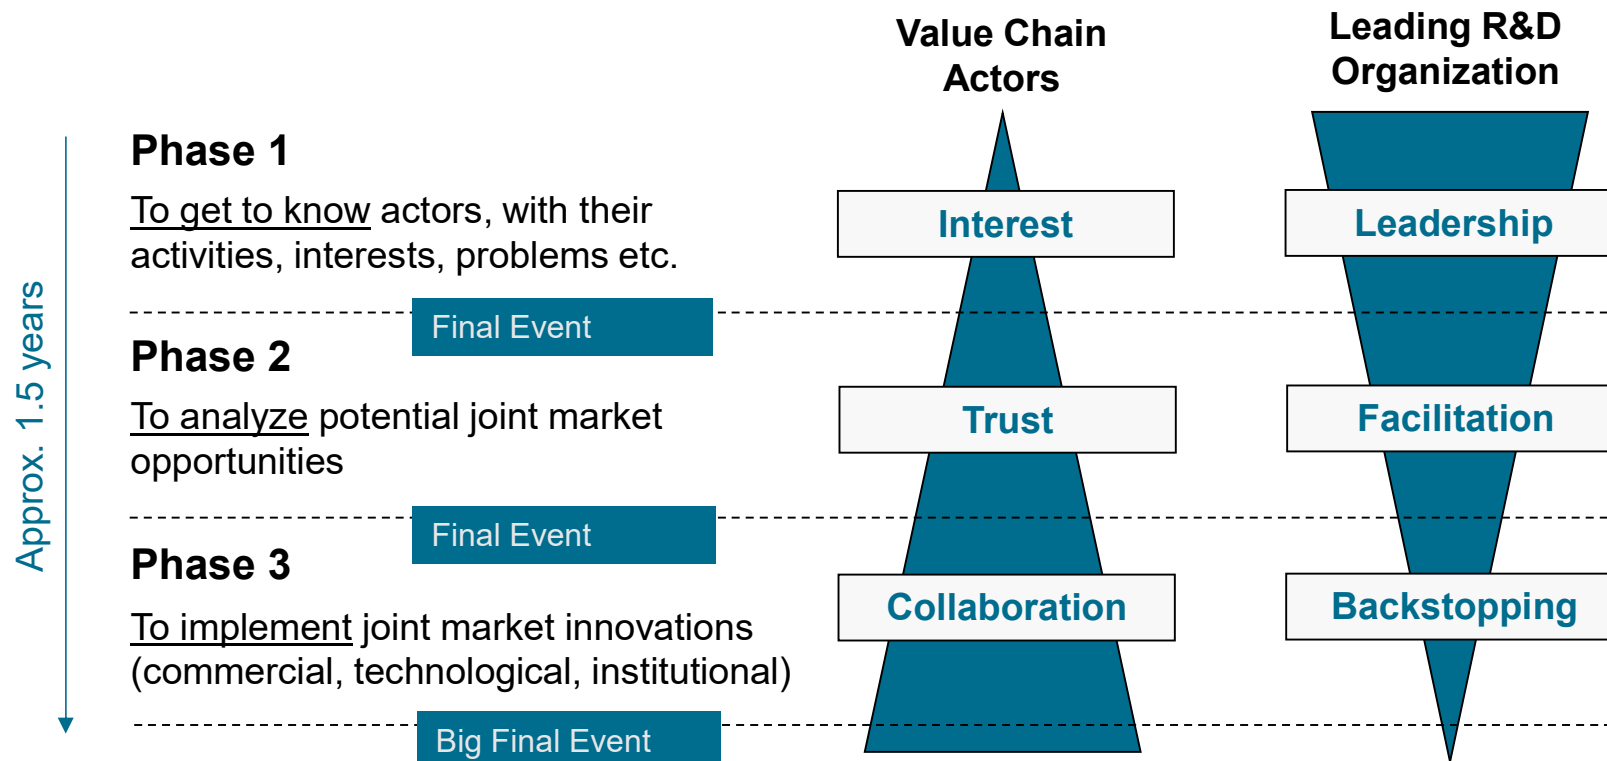 Value Chain
Actors
Leading R&D
Organization
Approx. 1.5 years
Phase 1
To get to know actors, with their
activities, interests, problems etc.
Interest
Leadership
Final Event
Phase 2
To analyze potential joint market
opportunities
Trust
Facilitation
Final Event
Phase 3
To implement joint market innovations
(commercial, technological, institutional)
Collaboration
Backstopping
Big Final Event